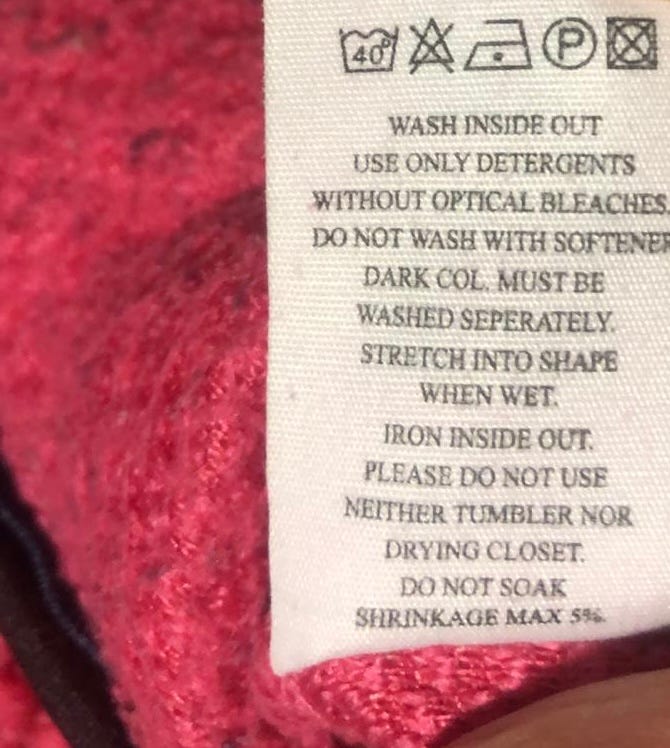 40° P
WASH INSIDE OUT
USE ONLY DETERGENTS
WITHOUT OPTICAL BLEACHES.
DO NOT WASH WITH SOFTENER
DARK COL. MUST BE
WASHED SEPERATELY.
STRETCH INTO SHAPE
WHEN WET.
IRON INSIDE OUT.
PLEASE DO NOT USE
NEITHER TUMBLER NOR
DRYING CLOSET.
DO NOT SOAK
SHRINKAGE MAX 5%.